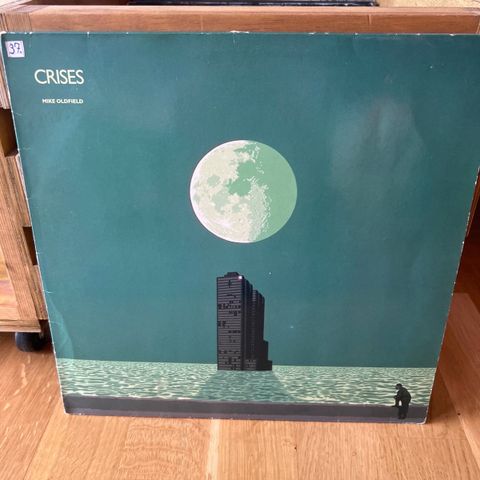 37.
CRISES
MIKE OLDFIELD